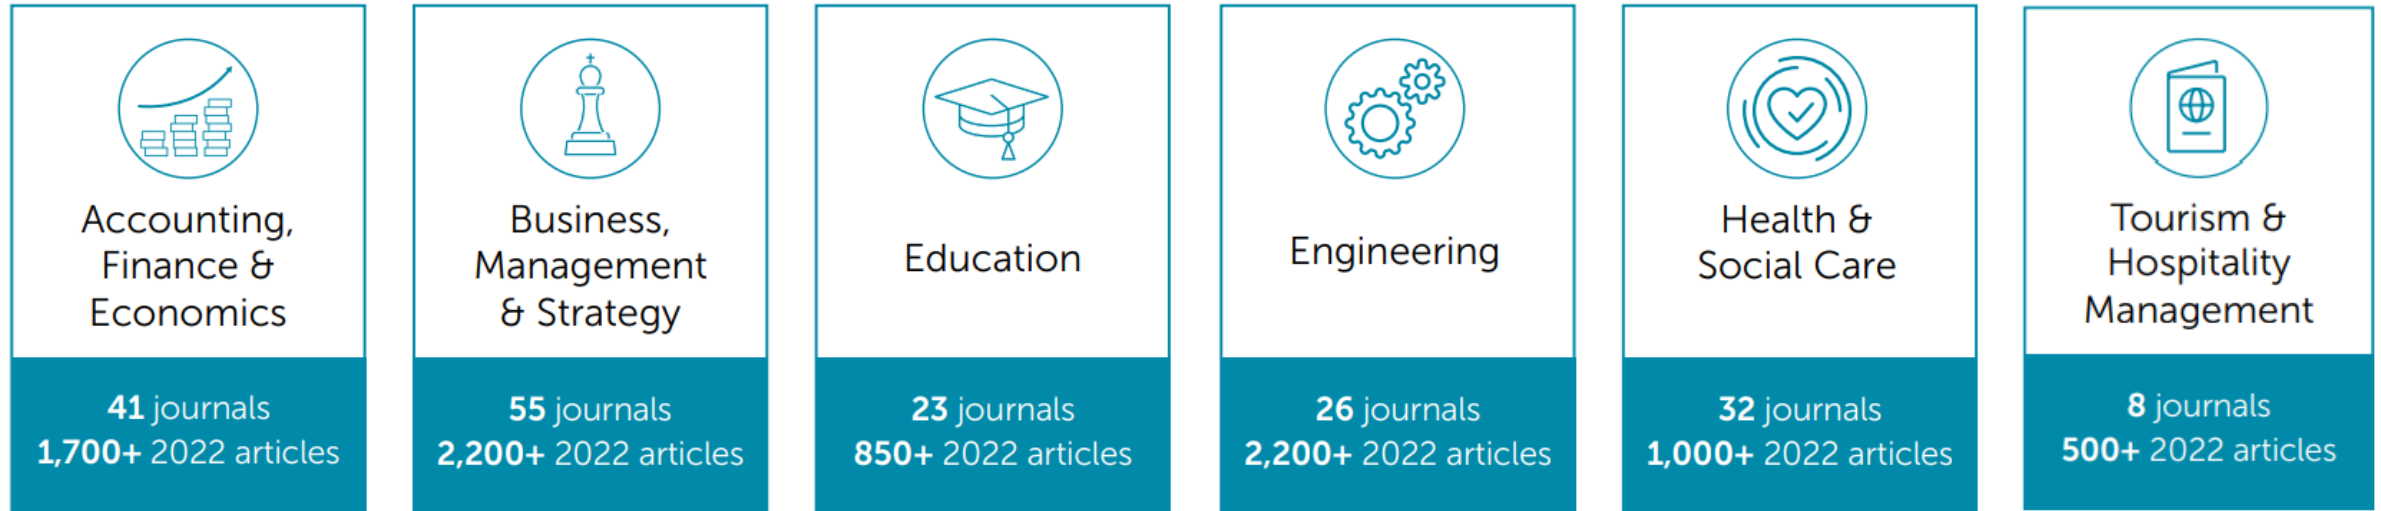 Accounting,
Finance &
Economics
41 journals
1,700+ 2022 articles
Business,
Management
& Strategy
55 journals
2,200+ 2022 articles
Education
23 journals
850+ 2022 articles
Engineering
26 journals
2,200+ 2022 articles
Health &
Social Care
32 journals
1,000+ 2022 articles
Tourism &
Hospitality
Management
8 journals
500+ 2022 articles